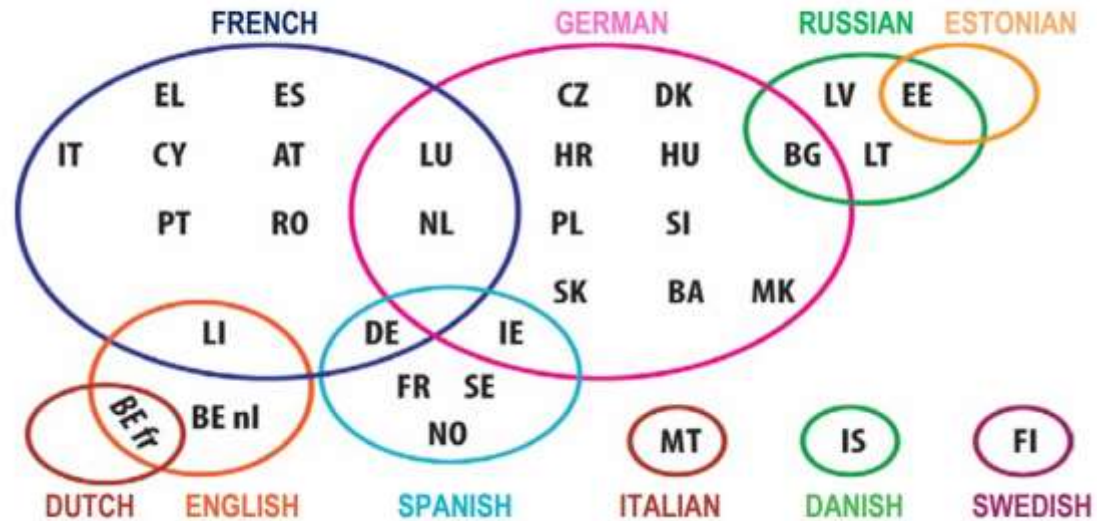 FRENCH GERMAN RUSSIAN ESTONIAN
EL ES CZ DK LV EE
IT CY AT LU HR HU BG LT
PT RO NL PL SI
SK BA MK
LI DE IE
FR SE
BE fr BE nl NO MT IS FI
DUTCH ENGLISH SPANISH ITALIAN DANISH SWEDISH